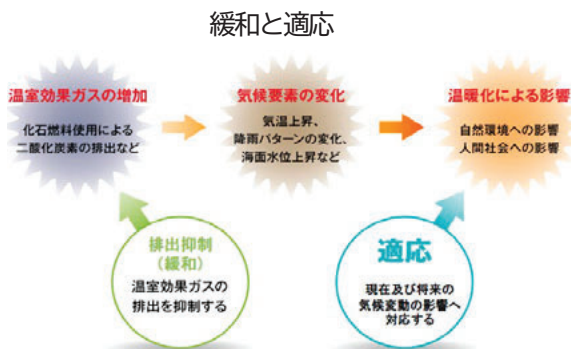 緩和と適応
温室効果ガスの増加
化石燃料使用による
二酸化炭素の排出など
気候要素の変化
気温上昇、
降雨パターンの変化、
海面水位上昇など
温暖化による影響
自然環境への影響
人間社会への影響
排出抑制
(緩和)
温室効果ガスの
排出を抑制する
適応
現在及び将来の
気候変動の影響へ
対応する